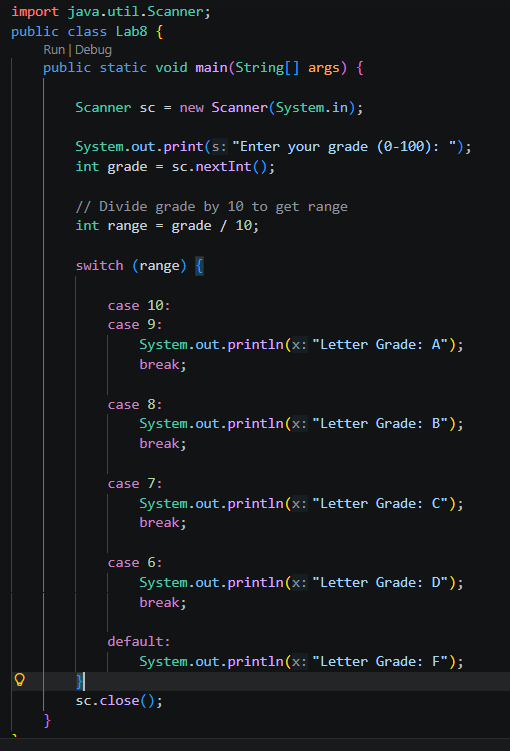 import java.util.Scanner;
public class Lab8 {
Run | Debug
public static void main(String[] args) {
Scanner sc = new Scanner(System.in);
System.out.print(s: "Enter your grade (0-100): ");
int grade = sc.nextInt();
// Divide grade by 10 to get range
int range = grade / 10;
switch (range) {
case 10:
case 9:
System.out.println(x: "Letter Grade: A");
break;
case 8:
System.out.println(x: "Letter Grade: B");
break;
case 7:
System.out.println(x: "Letter Grade: C");
break;
case 6:
System.out.println(x: "Letter Grade: D");
break;
default:
System.out.println(x: "Letter Grade: F");
}
sc.close();
}
}